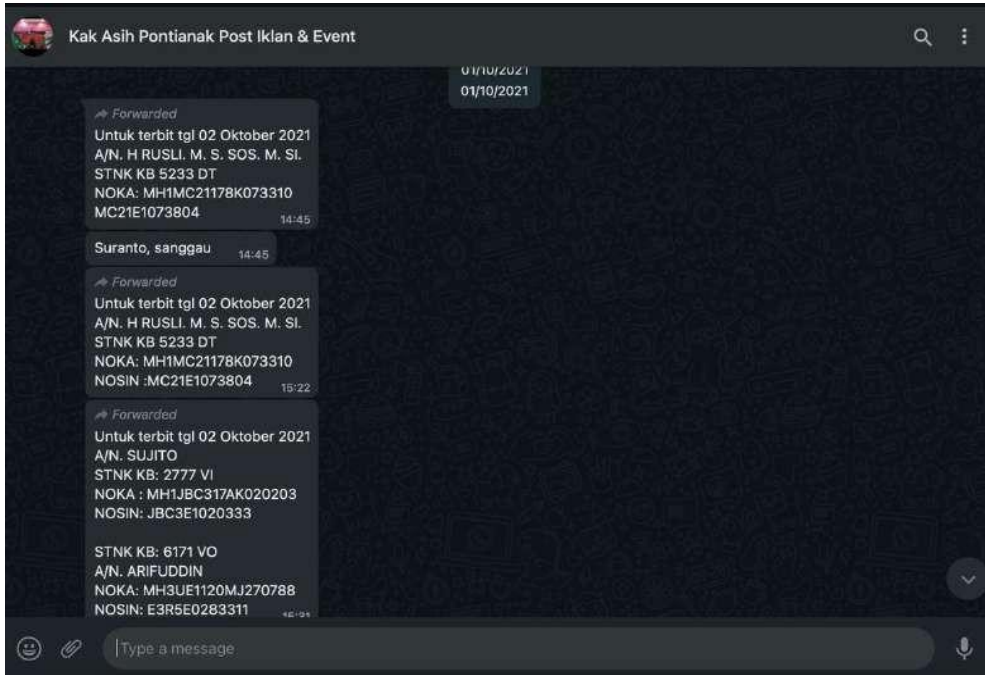 Kak Asih Pontianak Post Iklan & Event
01/10/2021
01/10/2021
Forwarded
Untuk terbit tgl 02 Oktober 2021
A/N. H RUSLI. M. S. SOS. M. SI.
STNK KB 5233 DT
NOKA: MH1MC21178K073310
MC21E1073804
14:45
Suranto, sanggau
14:45
Forwarded
Untuk terbit tgl 02 Oktober 2021
A/N. H RUSLI. M. S. SOS. M. SI.
STNK KB 5233 DT
NOKA: MH1MC21178K073310
NOSIN :MC21E1073804
15:22
Forwarded
Untuk terbit tgl 02 Oktober 2021
A/N. SUJITO
STNK KB: 2777 VI
NOKA : MH1JBC317AK020203
NOSIN: JBC3E1020333
STNK KB: 6171 VO
A/N. ARIFUDDIN
NOKA: MH3UE1120MJ270788
NOSIN: E3R5E0283311
Type a message